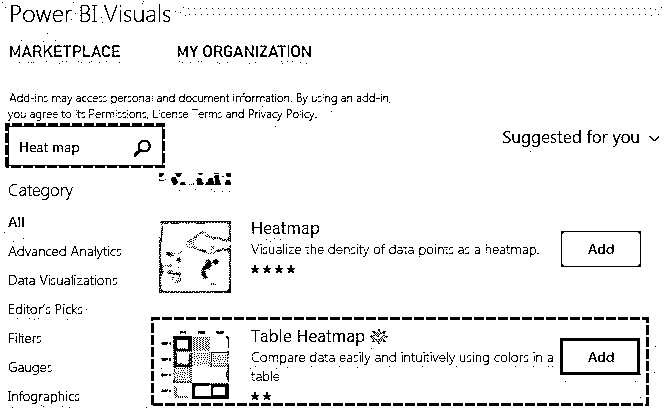 Power BI Visuals
MARKETPLACE MY ORGANIZATION
Add-ins may access personal and document information. By using an add-in,
you agree to its Permissions, License Terms and Privacy Policy.
Heat map
Suggested for you
Category
All
Heatmap
Visualize the density of data points as a heatmap.
Add
Advanced Analytics
Data Visualizations
Editor's Picks
Filters
Table Heatmap
Compare data easily and intuitively using colors in a
table
Add
Gauges
Infographics